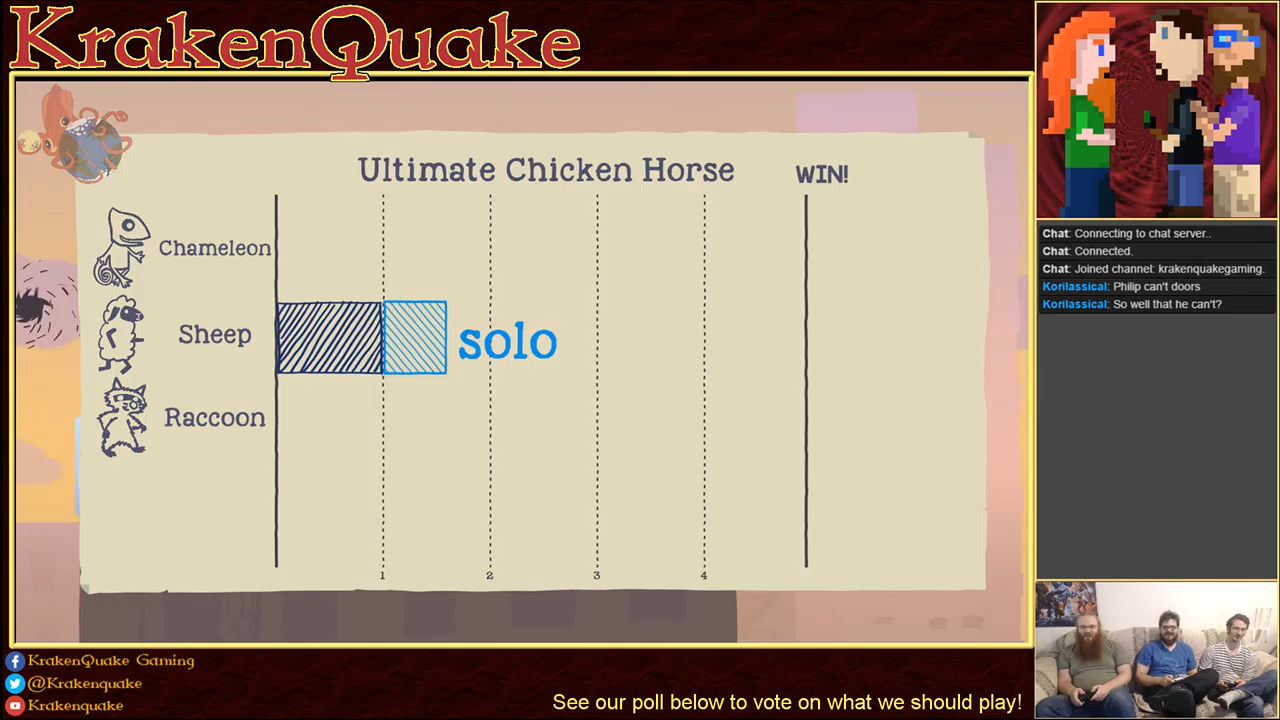 KrakenQuake
Ultimate Chicken Horse
WIN!
Chameleon
Sheep
solo
Raccoon
1 2 3 4
Chat: Connecting to chat server..
Chat: Connected.
Chat: Joined channel: krakenquakegaming.
Korilassical: Philip can't doors
Korilassical: So well that he can't?
KrakenQuake Gaming
@Krakenquake
Krakenquake
See our poll below to vote on what we should play!